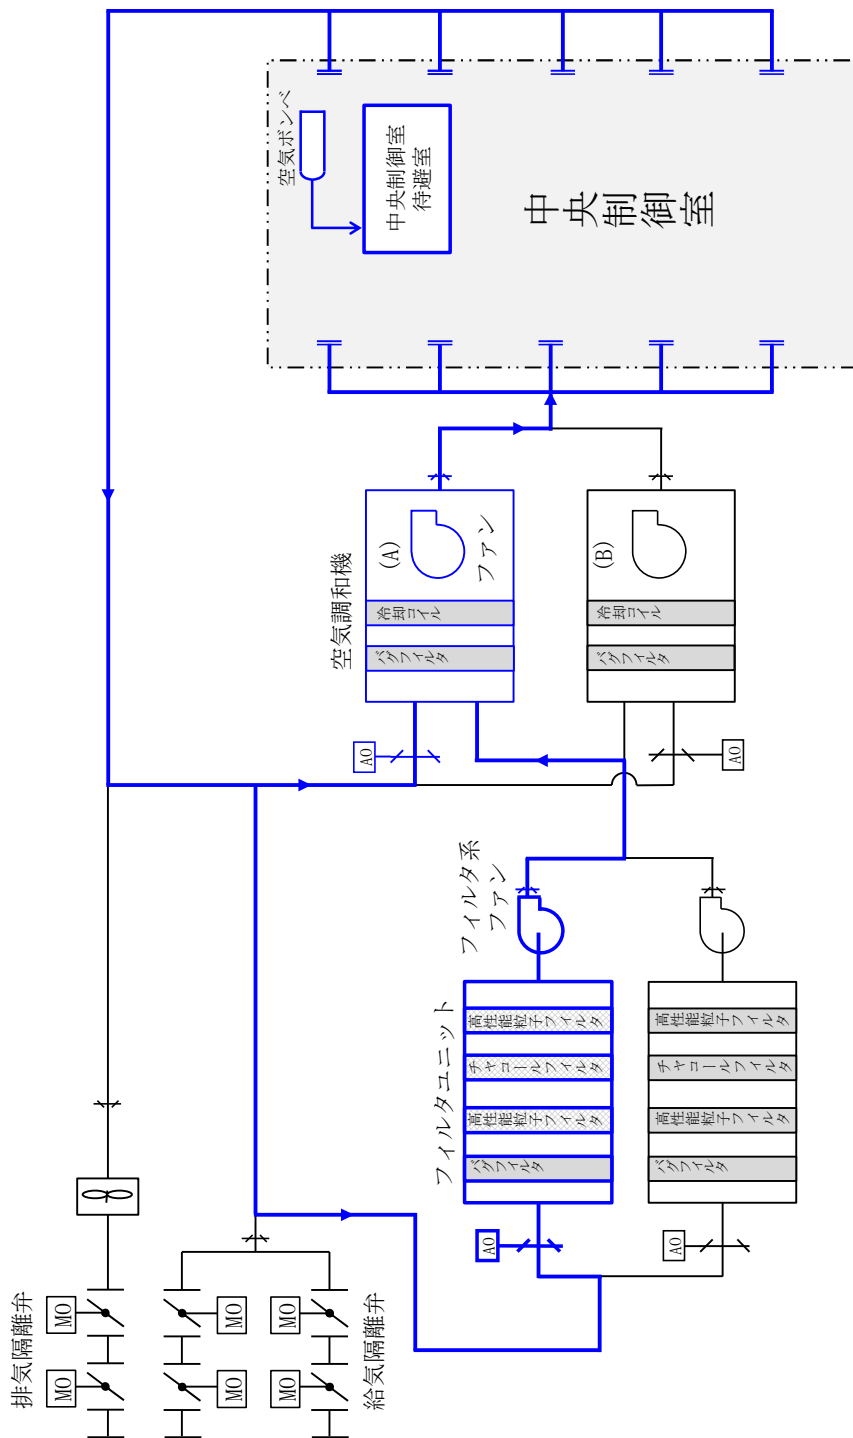 排気隔離弁
MO
MO
MO
MO
MO
MO
給気隔離弁
AO
AO
フィルタユニット
バグフィルタ
高性能粒子フィルタ
チャコールフィルタ
高性能粒子フィルタ
バグフィルタ
高性能粒子フィルタ
チャコールフィルタ
高性能粒子フィルタ
フィルタ系
ファン
AO
AO
空気調和機
バグフィルタ
冷却コイル
(A)
ファン
バグフィルタ
冷却コイル
(B)
空気ボンベ
中央制御室
待避室
中央制御室